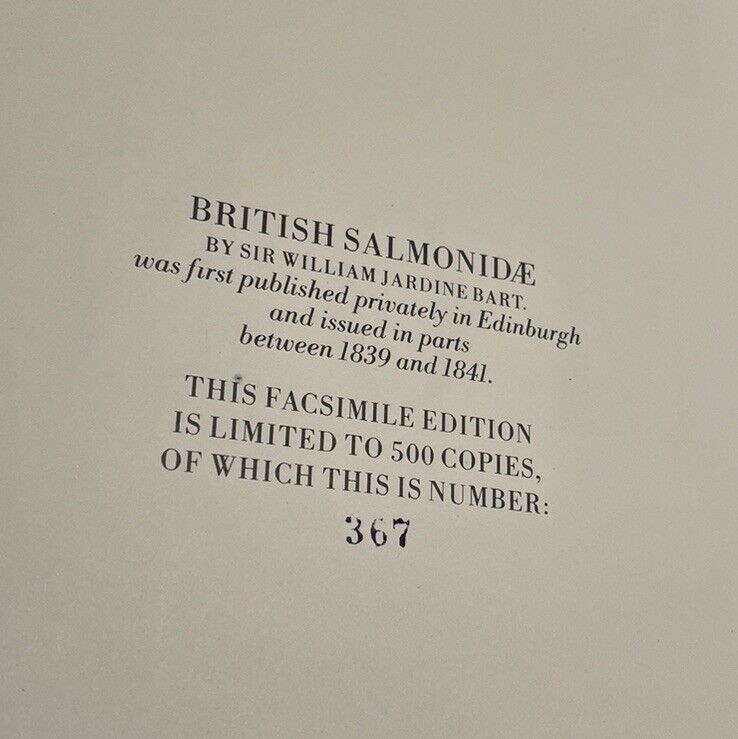 BRITISH SALMONIDÆ
BY SIR WILLIAM JARDINE BART.
was first published privately in Edinburgh
and issued in parts
between 1839 and 1841.
THIS FACSIMILE EDITION
IS LIMITED TO 500 COPIES,
OF WHICH THIS IS NUMBER:
367